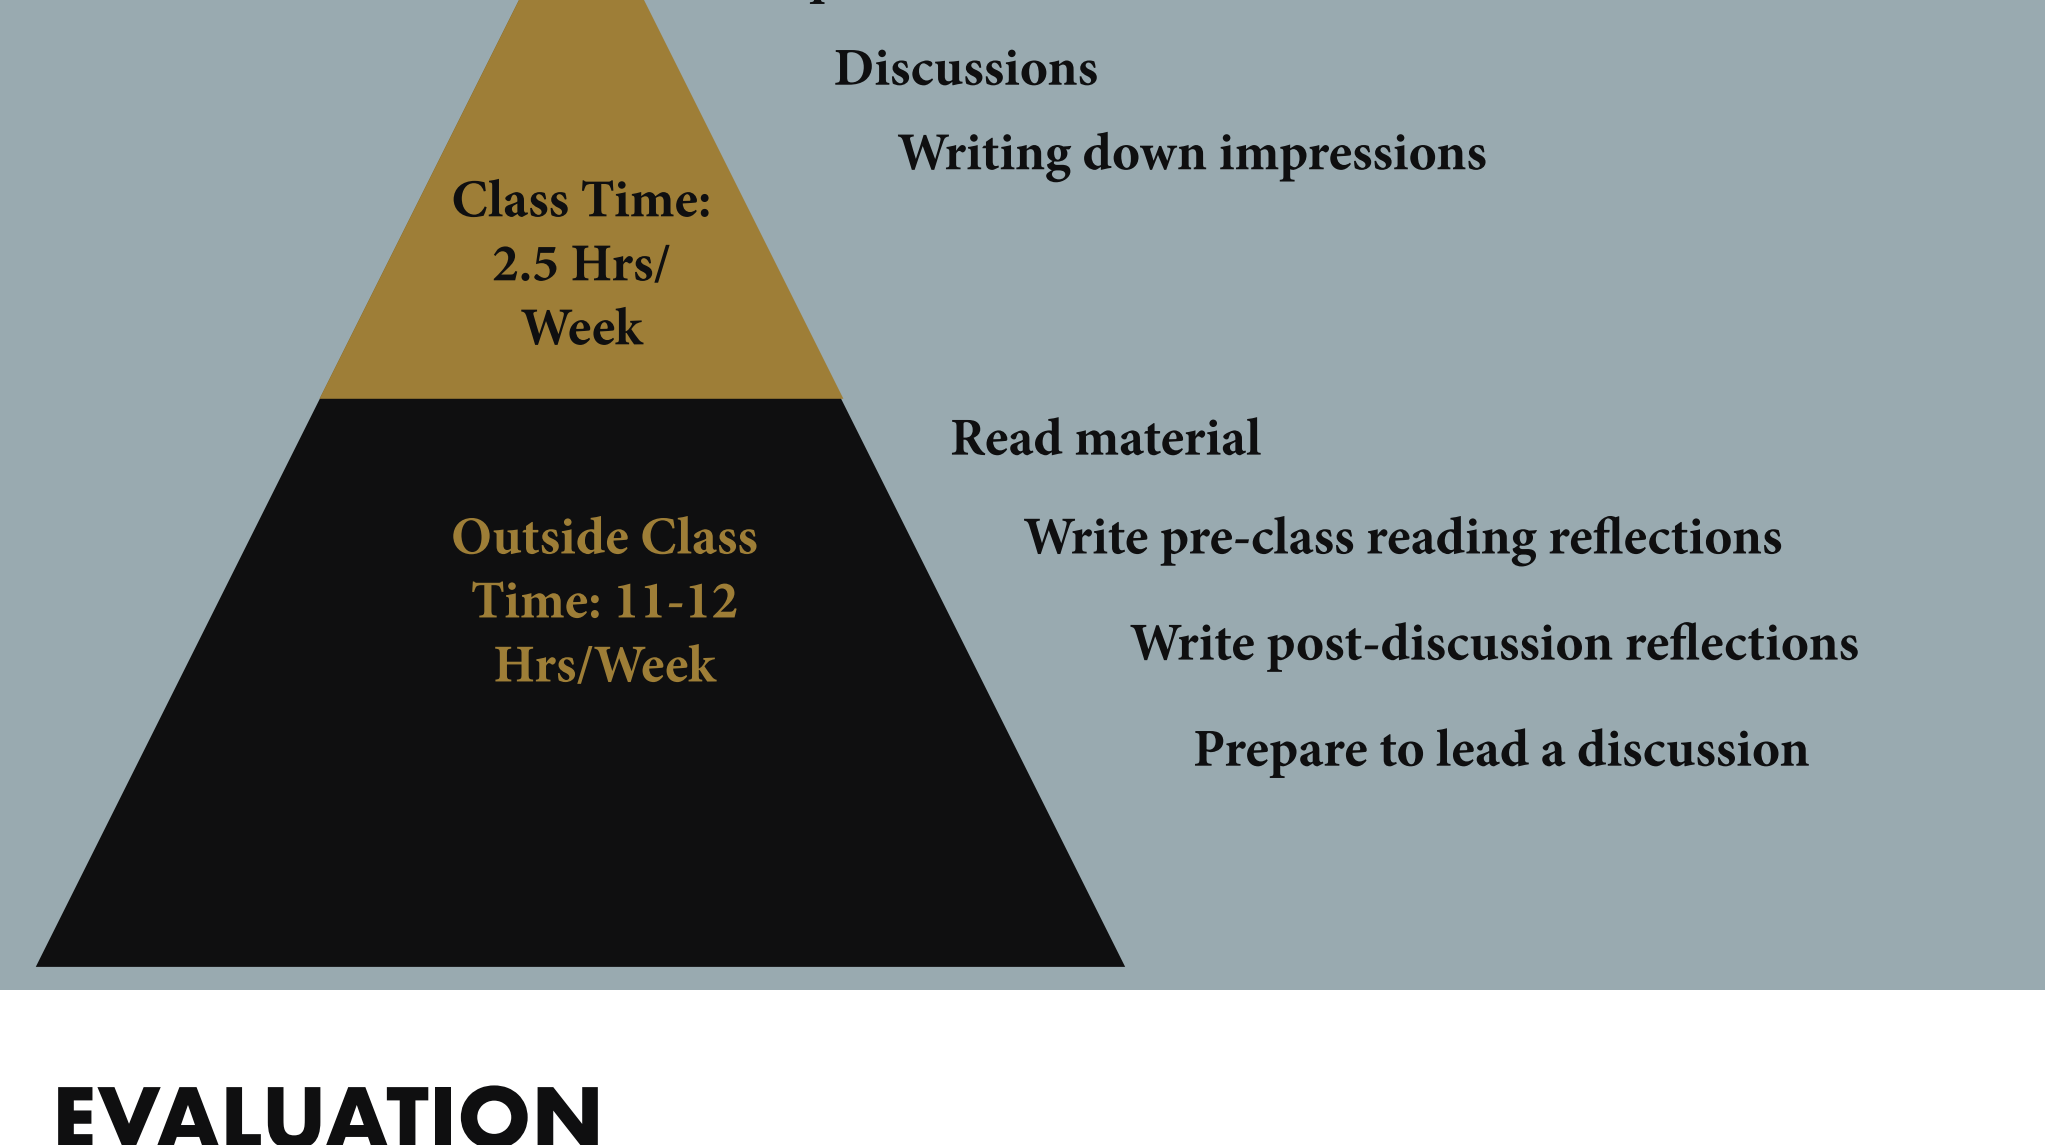 Discussions
Writing down impressions
Class Time:
2.5 Hrs/
Week
Read material
Outside Class
Time: 11-12
Hrs/Week
Write pre-class reading reflections
Write post-discussion reflections
Prepare to lead a discussion
EVALUATION